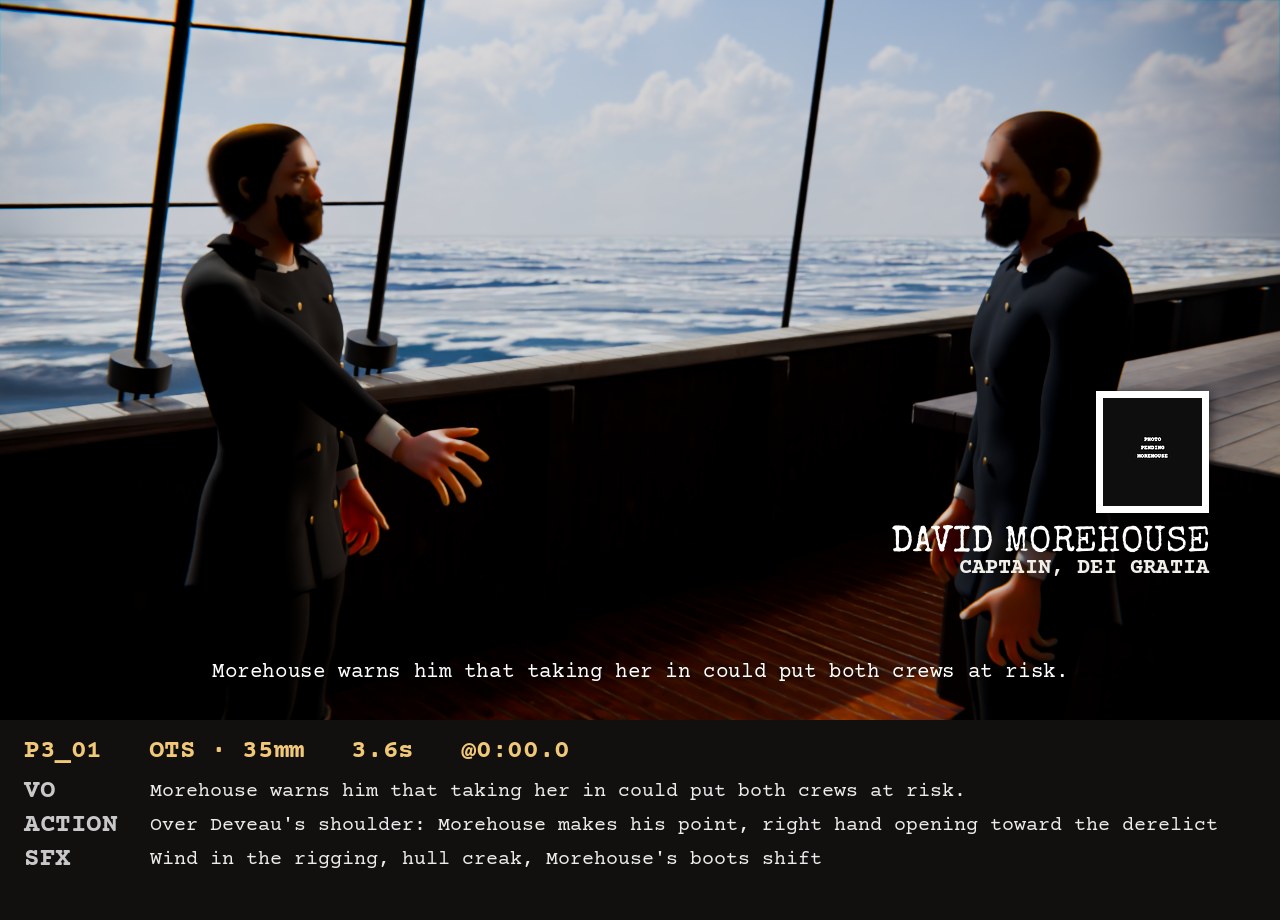 PHOTO
PENDING
MOREHOUSE
DAVID MOREHOUSE
CAPTAIN, DEI GRATIA
Morehouse warns him that taking her in could put both crews at risk.
P3_01 OTS · 35mm 3.6s @0:00.0
VO Morehouse warns him that taking her in could put both crews at risk.
ACTION Over Deveau's shoulder: Morehouse makes his point, right hand opening toward the derelict
SFX Wind in the rigging, hull creak, Morehouse's boots shift